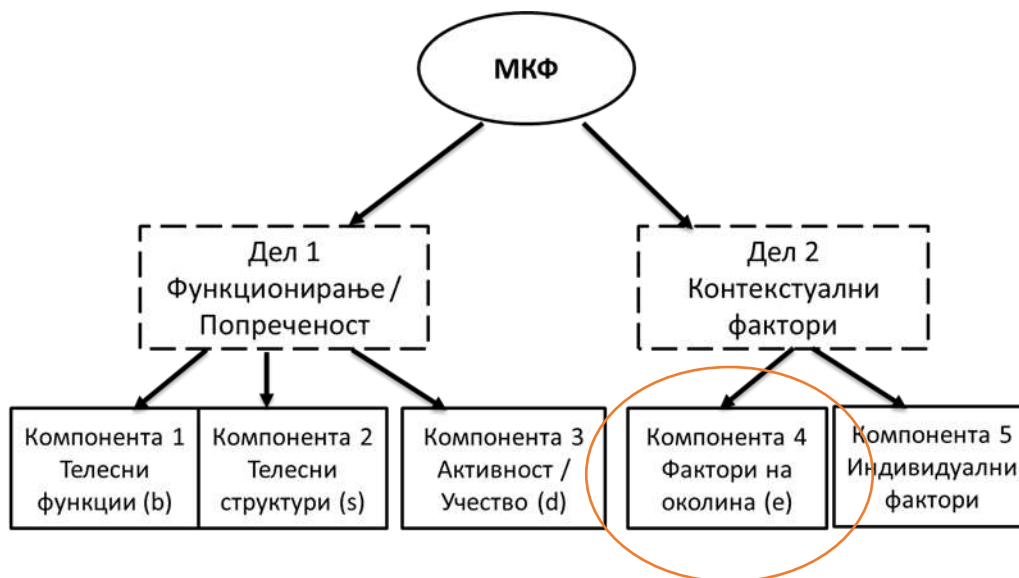 МКФ
Дел 1
Функционирање /
Попреченост
Дел 2
Контекстуални
фактори
Компонента 1
Телесни
функции (b)
Компонента 2
Телесни
структури (s)
Компонента 3
Активност /
Учество (d)
Компонента 4
Фактори на
околина (e)
Компонента 5
Индивидуални
фактори